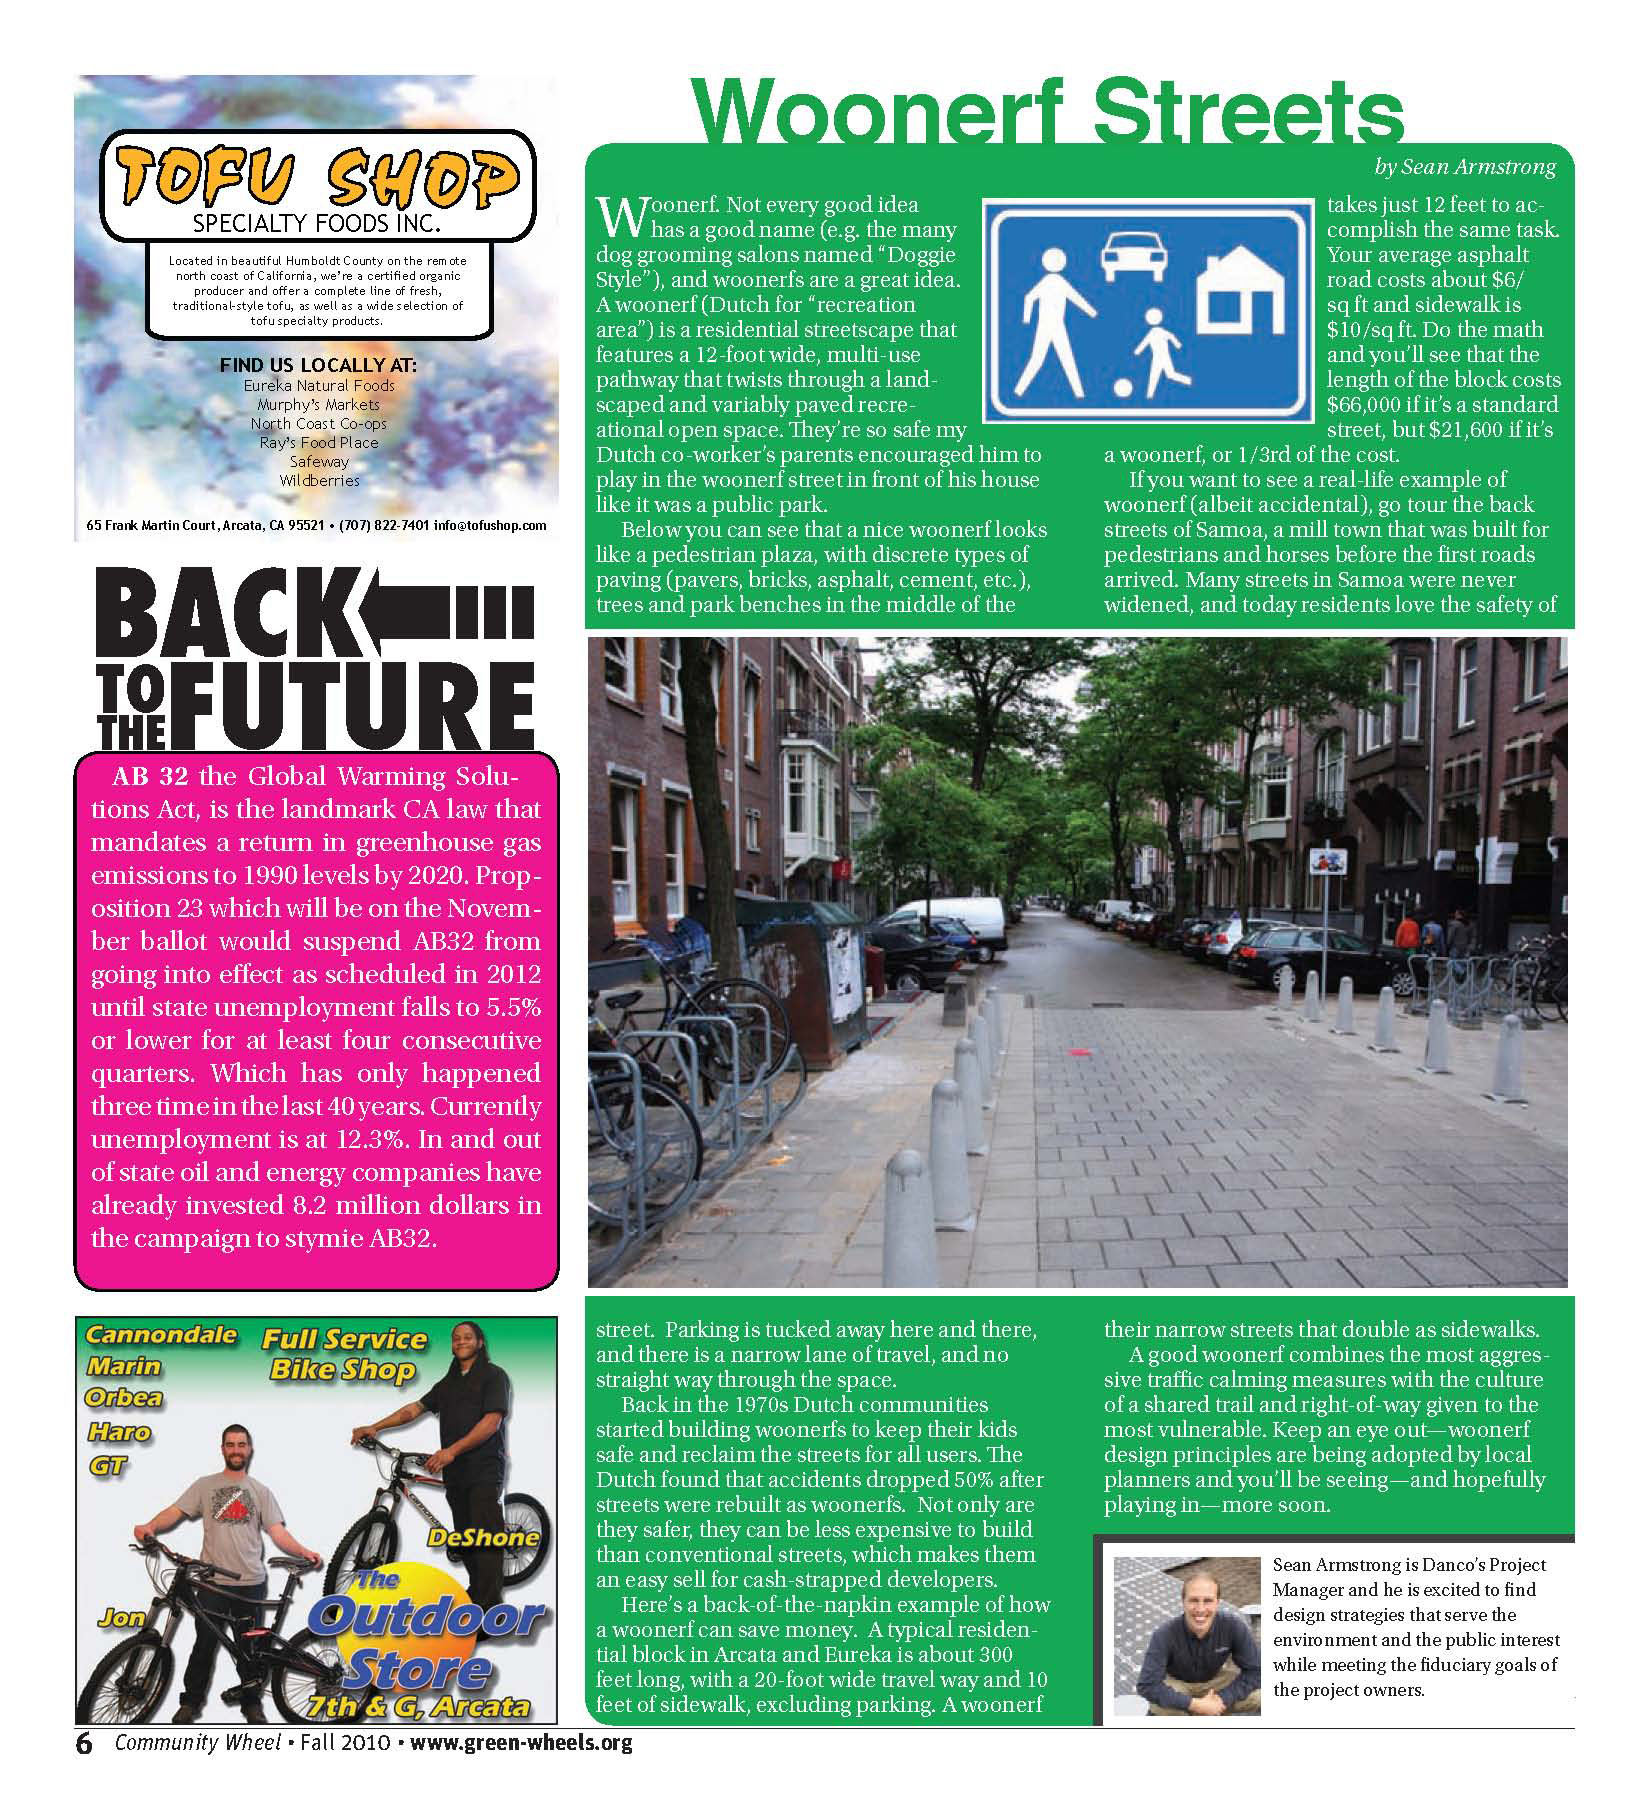 TOFU SHOP
SPECIALTY FOODS INC.
Located in beautiful Humboldt County on the remote
north coast of California, we're a certified organic
producer and offer a complete line of fresh,
traditional-style tofu, as well as a wide selection of
tofu specialty products.
FIND US LOCALLY AT:
Eureka Natural Foods
Murphy's Markets
North Coast Co-ops
Ray's Food Place
Safeway
Wildberries
65 Frank Martin Court, Arcata, CA 95521 • (707) 822-7401 info@tofushop.com
BACK
TO THE FUTURE
AB 32 the Global Warming Solu-
tions Act, is the landmark CA law that
mandates a return in greenhouse gas
emissions to 1990 levels by 2020. Prop-
osition 23 which will be on the Novem-
ber ballot would suspend AB32 from
going into effect as scheduled in 2012
until state unemployment falls to 5.5%
or lower for at least four consecutive
quarters. Which has only happened
three time in the last 40 years. Currently
unemployment is at 12.3%. In and out
of state oil and energy companies have
already invested 8.2 million dollars in
the campaign to stymie AB32.
Cannondale
Marin
Orbea
Haro
GT
Full Service
Bike Shop
DeShone
Jon
The
Outdoor
Store
7th & G, Arcata
Woonerf Streets
by Sean Armstrong
Woonerf. Not every good idea
has a good name (e.g. the many
dog grooming salons named "Doggie
Style"), and woonerfs are a great idea.
A woonerf (Dutch for "recreation
area") is a residential streetscape that
features a 12-foot wide, multi-use
pathway that twists through a land-
scaped and variably paved recre-
ational open space. They're so safe my
Dutch co-worker's parents encouraged him to
play in the woonerf street in front of his house
like it was a public park.
Below you can see that a nice woonerf looks
like a pedestrian plaza, with discrete types of
paving (pavers, bricks, asphalt, cement, etc.),
trees and park benches in the middle of the
street.  Parking is tucked away here and there,
and there is a narrow lane of travel, and no
straight way through the space.
Back in the 1970s Dutch communities
started building woonerfs to keep their kids
safe and reclaim the streets for all users. The
Dutch found that accidents dropped 50% after
streets were rebuilt as woonerfs.  Not only are
they safer, they can be less expensive to build
than conventional streets, which makes them
an easy sell for cash-strapped developers.
Here's a back-of-the-napkin example of how
a woonerf can save money.  A typical residen-
tial block in Arcata and Eureka is about 300
feet long, with a 20-foot wide travel way and 10
feet of sidewalk, excluding parking. A woonerf
takes just 12 feet to ac-
complish the same task.
Your average asphalt
road costs about $6/
sq ft and sidewalk is
$10/sq ft. Do the math
and you'll see that the
length of the block costs
$66,000 if it's a standard
street, but $21,600 if it's
a woonerf, or 1/3rd of the cost.
If you want to see a real-life example of
woonerf (albeit accidental), go tour the back
streets of Samoa, a mill town that was built for
pedestrians and horses before the first roads
arrived. Many streets in Samoa were never
widened, and today residents love the safety of
their narrow streets that double as sidewalks.
A good woonerf combines the most aggres-
sive traffic calming measures with the culture
of a shared trail and right-of-way given to the
most vulnerable. Keep an eye out—woonerf
design principles are being adopted by local
planners and you'll be seeing—and hopefully
playing in—more soon.
Sean Armstrong is Danco's Project
Manager and he is excited to find
design strategies that serve the
environment and the public interest
while meeting the fiduciary goals of
the project owners.
6 Community Wheel • Fall 2010 • www.green-wheels.org